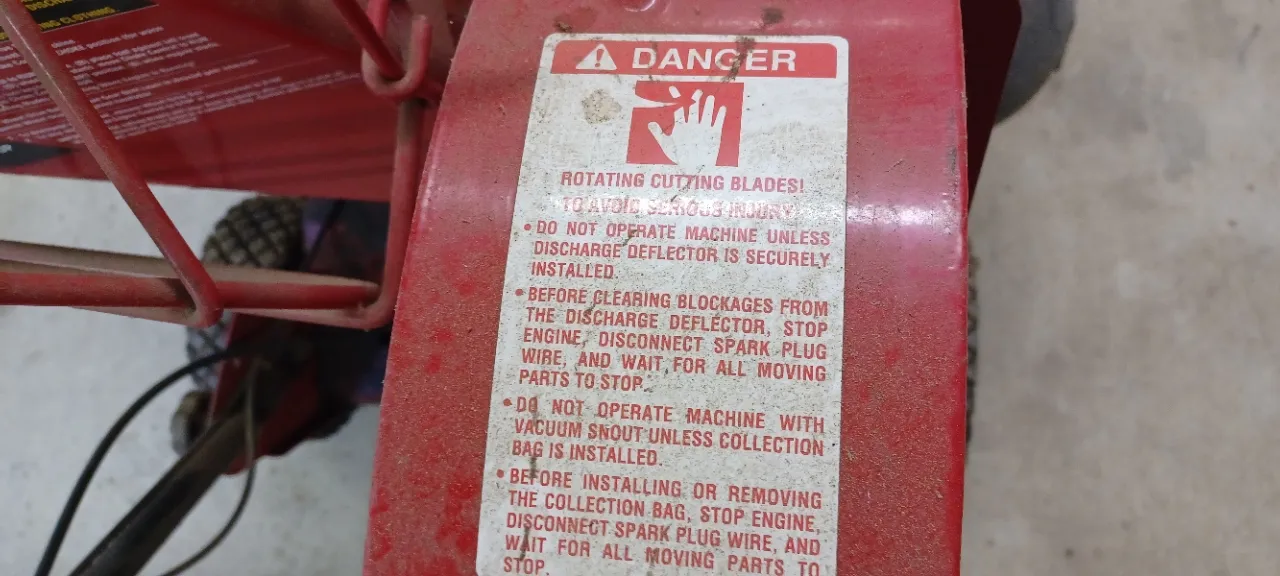 CLOTHING
DANGER
ROTATING CUTTING BLADES!
TO AVOID SERIOUS INJURY
• DO NOT OPERATE MACHINE UNLESS
DISCHARGE DEFLECTOR IS SECURELY
INSTALLED.
• BEFORE CLEARING BLOCKAGES FROM
THE DISCHARGE DEFLECTOR, STOP
ENGINE, DISCONNECT SPARK PLUG
WIRE, AND WAIT FOR ALL MOVING
PARTS TO STOP.
• DO NOT OPERATE MACHINE WITH
VACUUM SNOUT UNLESS COLLECTION
BAG IS INSTALLED.
• BEFORE INSTALLING OR REMOVING
THE COLLECTION BAG, STOP ENGINE,
DISCONNECT SPARK PLUG WIRE, AND
WAIT FOR ALL MOVING PARTS TO
STOP.